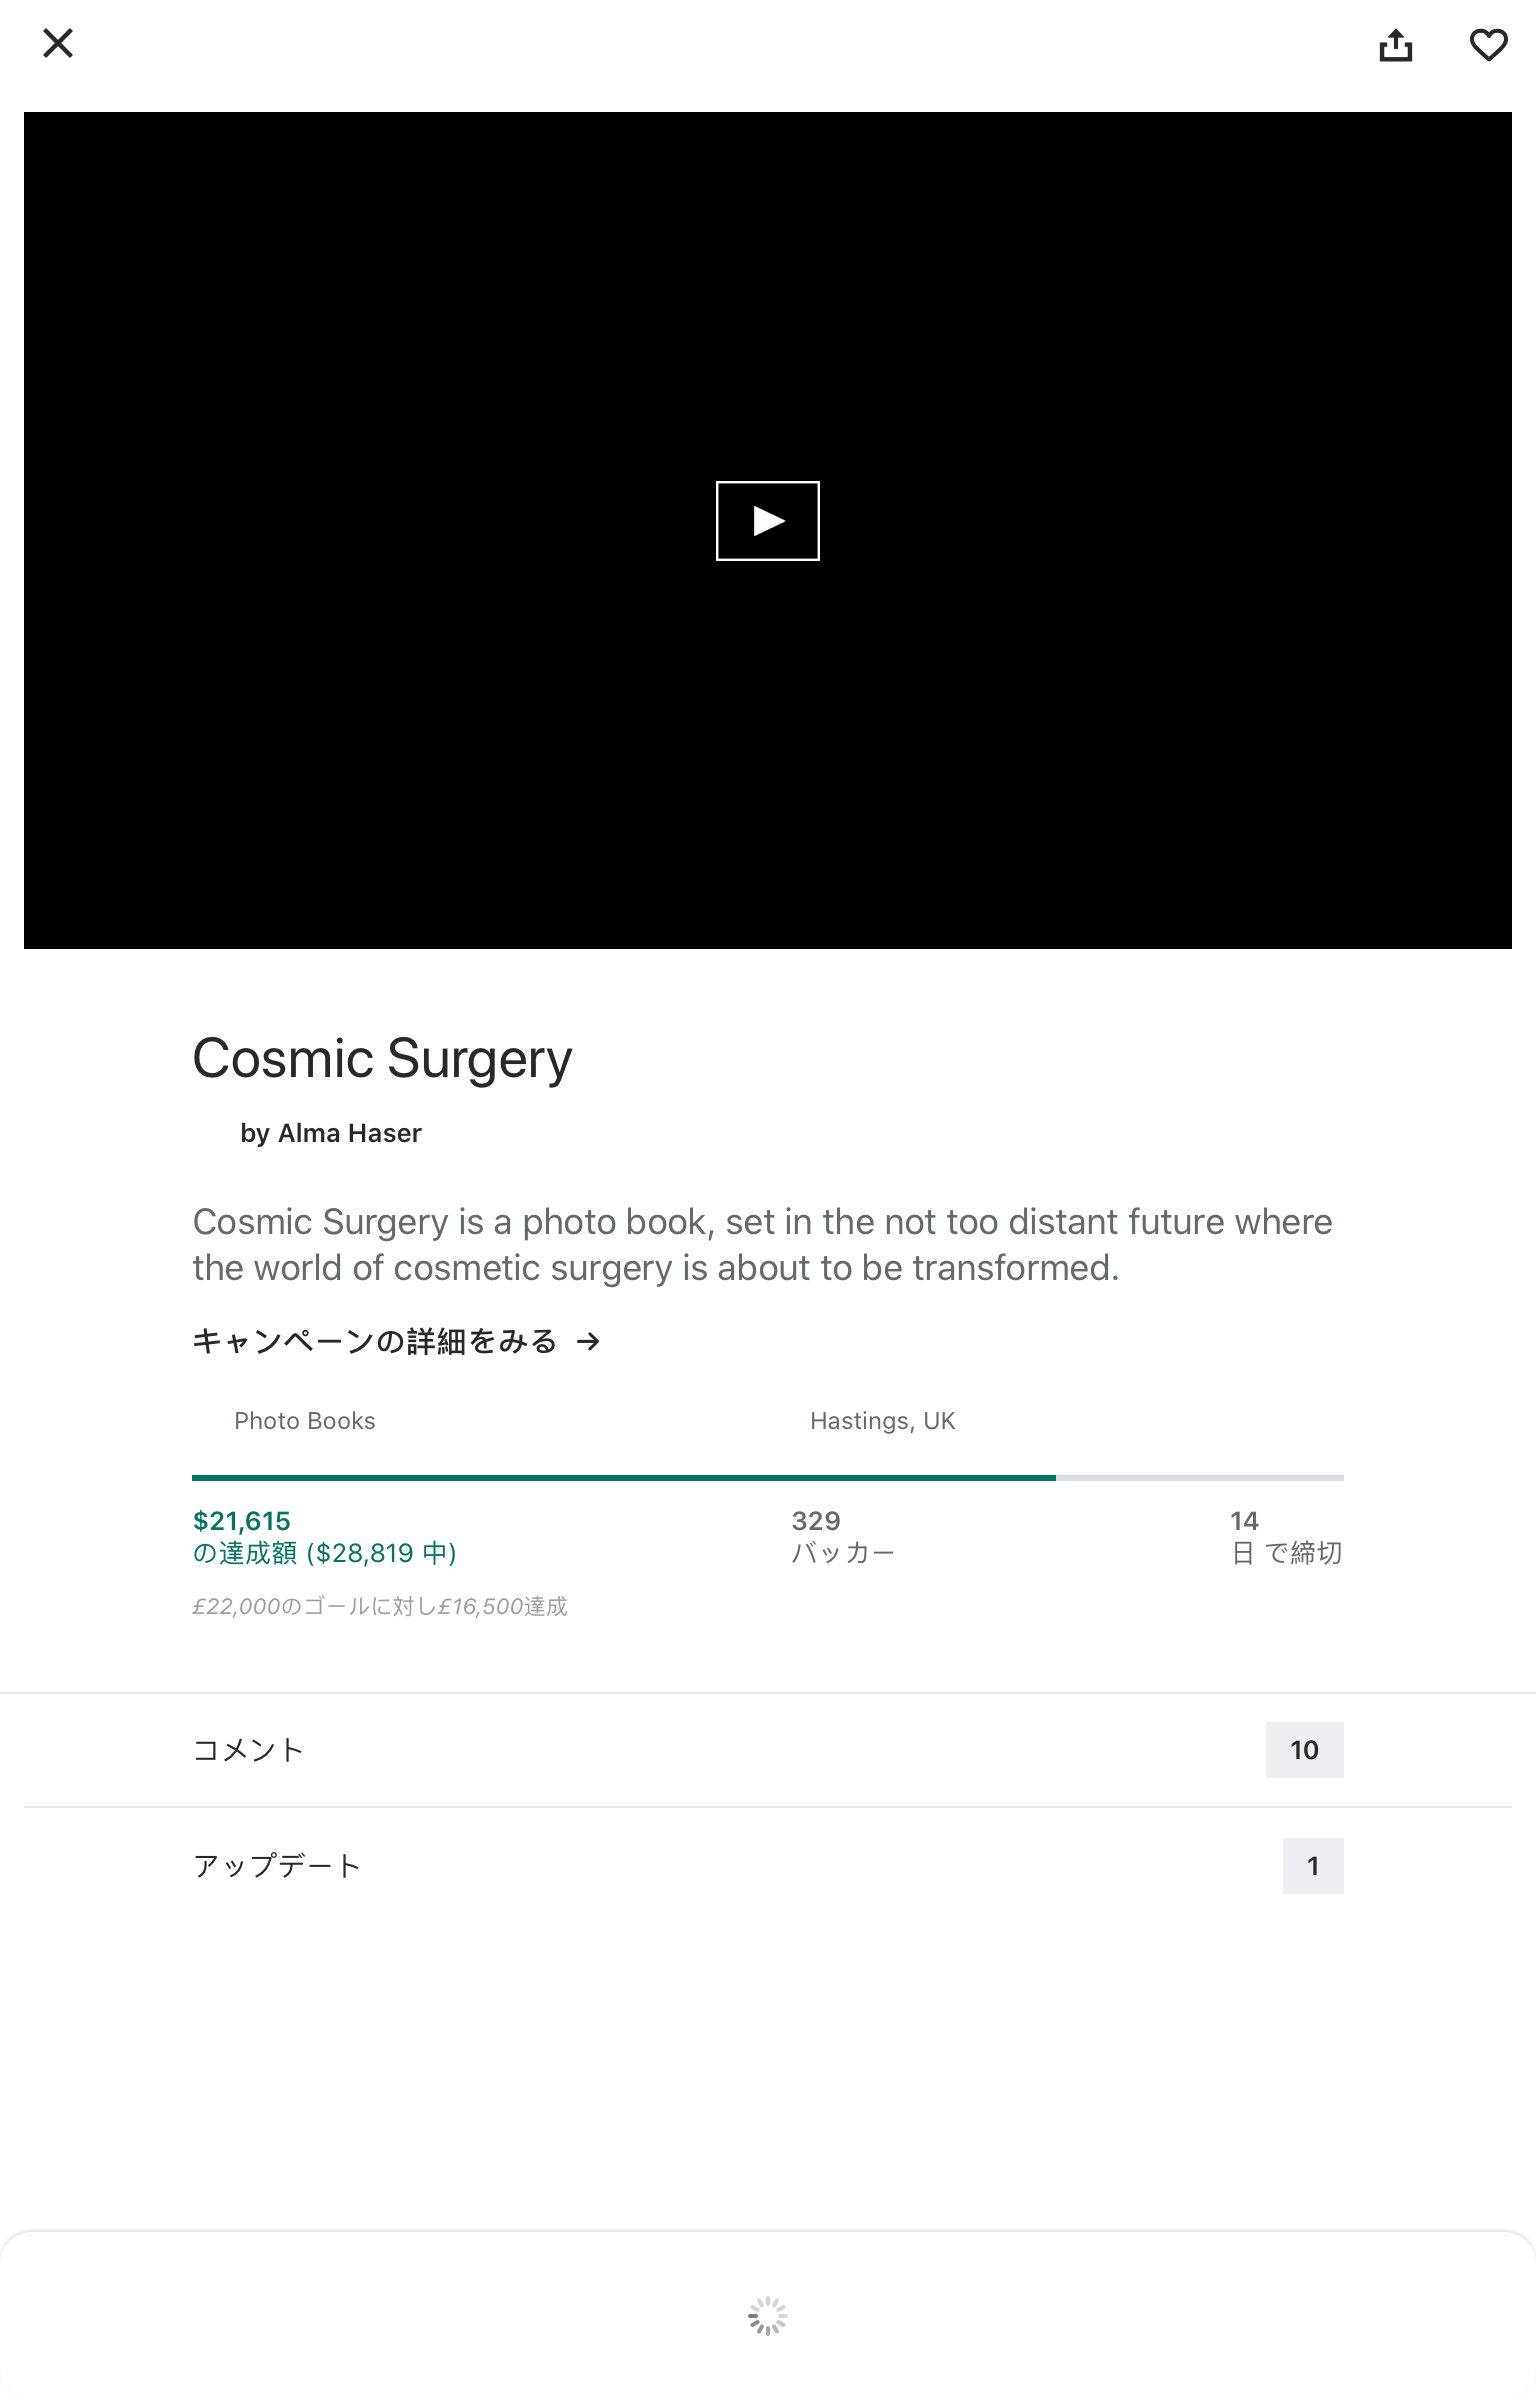 Cosmic Surgery
by Alma Haser
Cosmic Surgery is a photo book, set in the not too distant future where
the world of cosmetic surgery is about to be transformed.
キャンペーンの詳細をみる →
Photo Books
Hastings, UK
$21,615
の達成額 ($28,819 中)
329
バッカー
14
日 で締切
£22,000のゴールに対し£16,500達成
コメント
10
アップデート
1